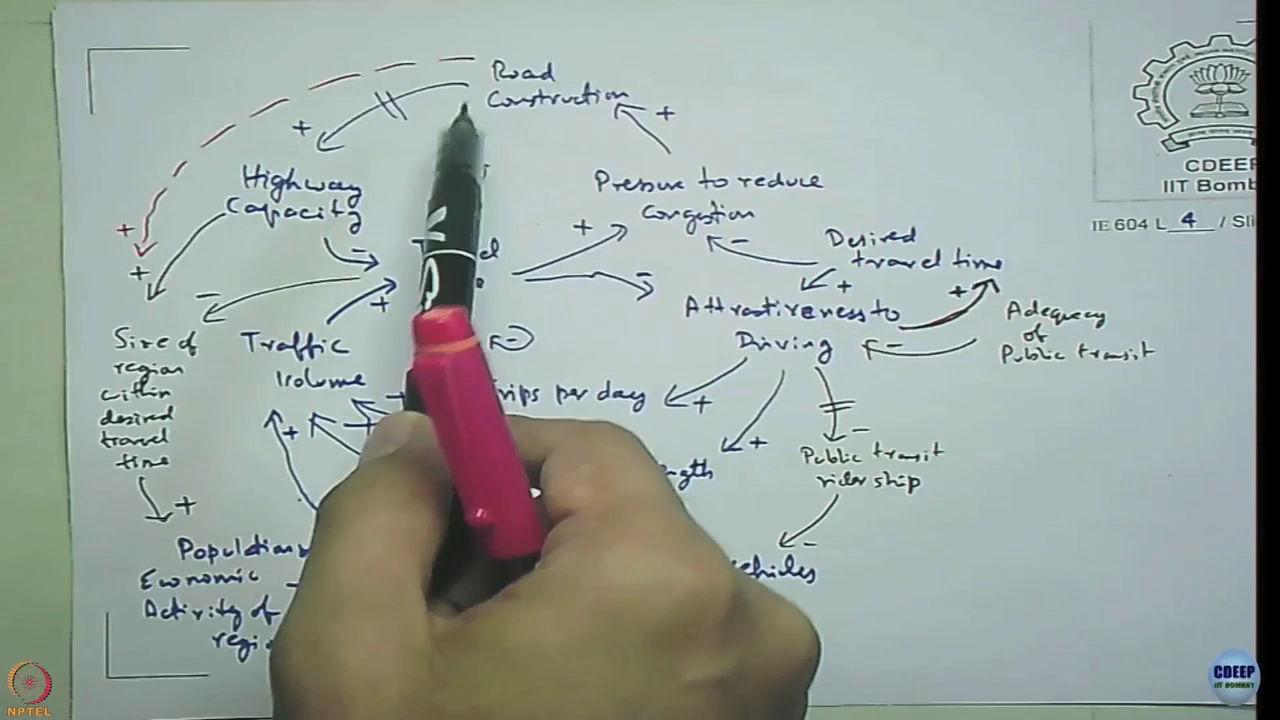 Road
Construction
+
+
Highway
Capacity
Pressure to reduce
Congestion
+
+
-
+
-
Desired
travel time
+
+
-
+
-
Attractiveness to
Driving
-
Adequacy
of
Public transit
Size of
region
within
desired
travel
time
Traffic
Volume
-
Trips per day
+
+
+
-
Public transit
ridership
+
-
Population
Economic
Activity of
CDEEP
IIT Bomb
IE 604 L 4 / Sli
NPTEL
CDEEP
IIT BOMBAY